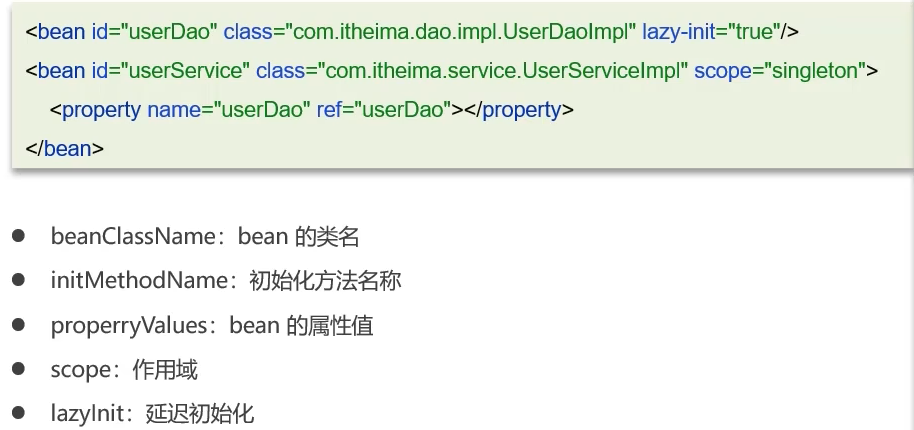 <bean id="userDao" class="com.itheima.dao.impl.UserDaoImpl" lazy-init="true"/>
<bean id="userService" class="com.itheima.service.UserServiceImpl" scope="singleton">
<property name="userDao" ref="userDao"></property>
</bean>
● beanClassName：bean 的类名
● initMethodName：初始化方法名称
● properryValues：bean 的属性值
● scope：作用域
● lazyInit：延迟初始化